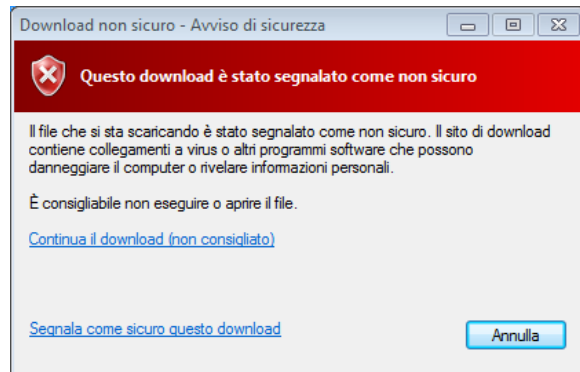 Download non sicuro - Avviso di sicurezza
Questo download è stato segnalato come non sicuro
Il file che si sta scaricando è stato segnalato come non sicuro. Il sito di download
contiene collegamenti a virus o altri programmi software che possono
danneggiare il computer o rivelare informazioni personali.
È consigliabile non eseguire o aprire il file.
Continua il download (non consigliato)
Segnala come sicuro questo download
Annulla